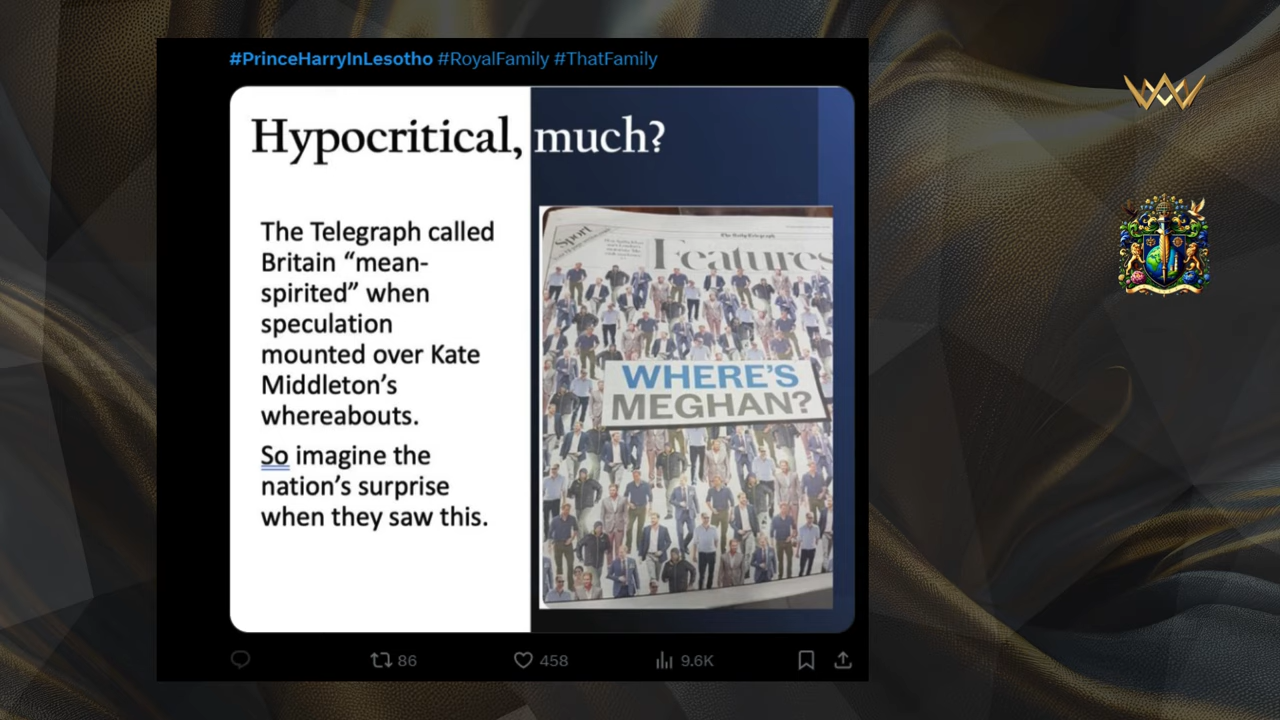 #PrinceHarryInLesotho #RoyalFamily #ThatFamily
Hypocritical, much?
The Telegraph called
Britain “mean-
spirited” when
speculation
mounted over Kate
Middleton’s
whereabouts.
So imagine the
nation’s surprise
when they saw this.
Sport
The Daily Telegraph
Features
WHERE’S
MEGHAN?
86
458
9.6K